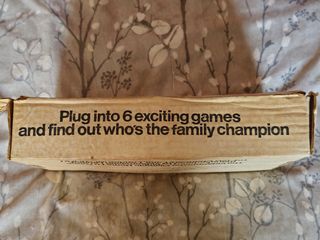 Plug into 6 exciting games
and find out who's the family champion